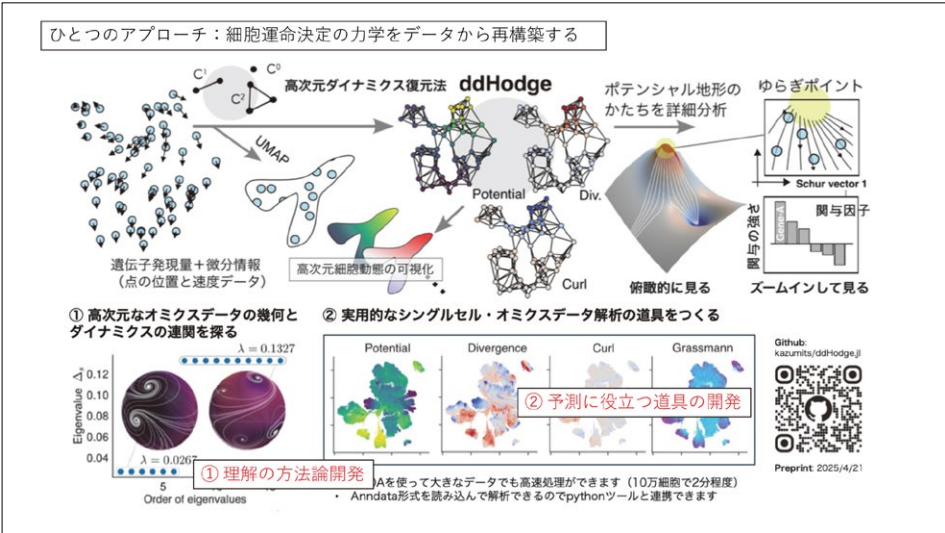 ひとつのアプローチ：細胞運命決定の力学をデータから再構築する
C¹
C⁰
C²
高次元ダイナミクス復元法
ddHodge
ポテンシャル地形の
かたちを詳細分析
ゆらぎポイント
UMAP
Potential
Div.
Curl
Schur vector 1
関与の強さ
Gene A
関与因子
遺伝子発現量＋微分情報
（点の位置と速度データ）
高次元細胞動態の可視化
俯瞰的に見る
ズームインして見る
① 高次元なオミクスデータの幾何と
ダイナミクスの連関を探る
② 実用的なシングルセル・オミクスデータ解析の道具をつくる
λ = 0.1327
Eigenvalue Δ
0.12
0.10
0.08
0.06
0.04
λ = 0.0267
5
Order of eigenvalues
① 理解の方法論開発
Potential
Divergence
Curl
Grassmann
② 予測に役立つ道具の開発
を使って大きなデータでも高速処理ができます（10万細胞で2分程度）
• Anndata形式を読み込んで解析できるのでpythonツールと連携できます
Github:
kazumits/ddHodge.jl
Preprint: 2025/4/21